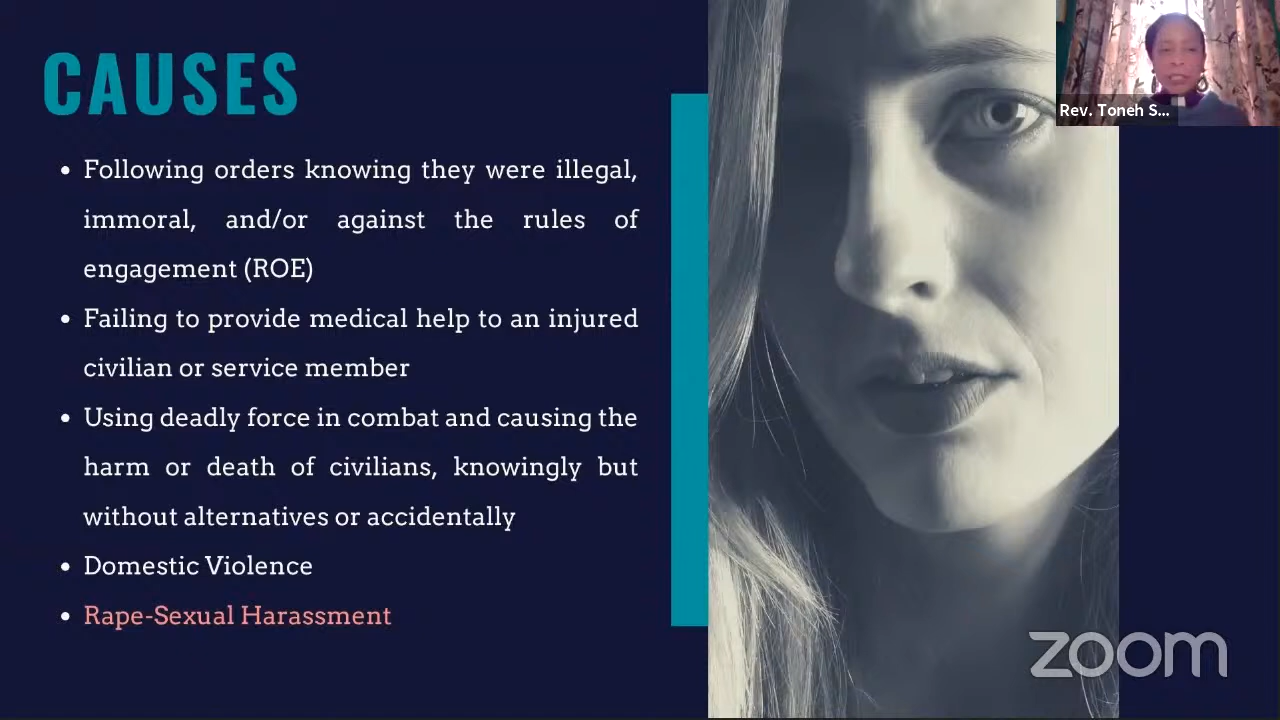 CAUSES
Rev. Toneh S...
• Following orders knowing they were illegal,
immoral, and/or against the rules of
engagement (ROE)
• Failing to provide medical help to an injured
civilian or service member
• Using deadly force in combat and causing the
harm or death of civilians, knowingly but
without alternatives or accidentally
• Domestic Violence
• Rape-Sexual Harassment
zoom